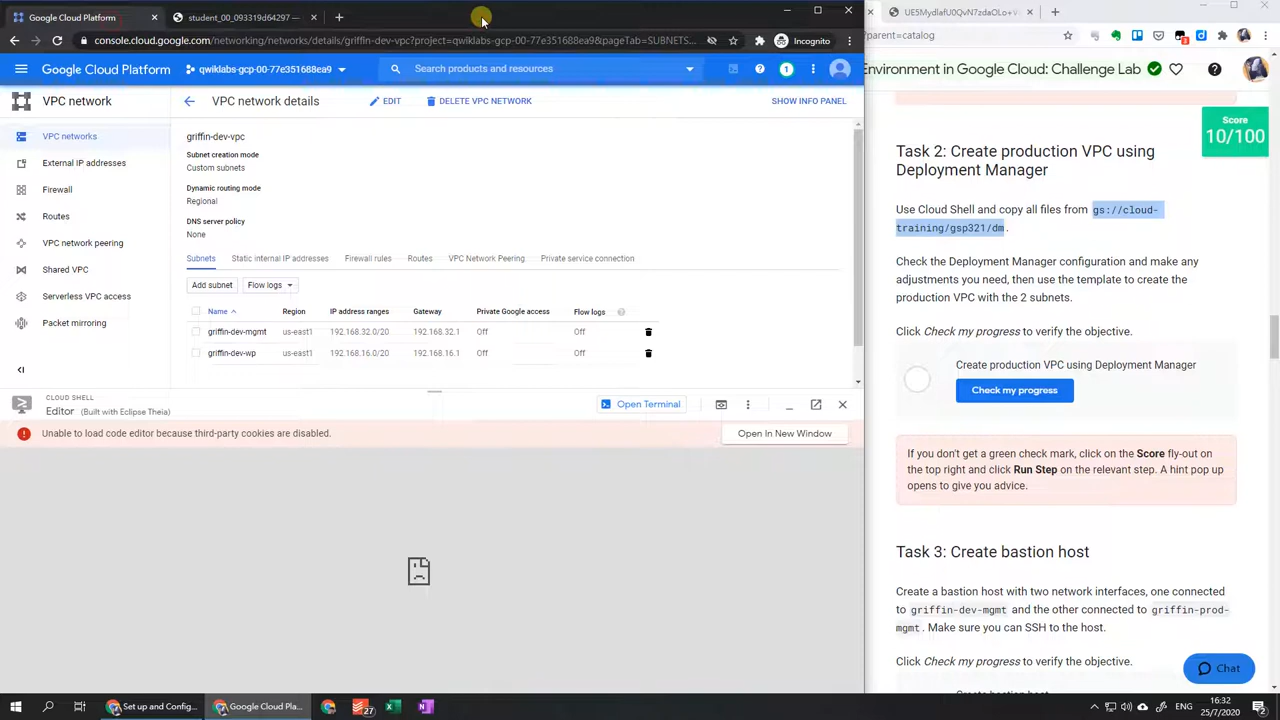 Google Cloud Platform
student_00_093319d64297 —
UE5MydlafU0QvN7zdaOLo+v
console.cloud.google.com/networking/networks/details/griffin-dev-vpc?project=qwiklabs-gcp-00-77e351688ea9&pageTab=SUBNETS...
Incognito
?parent=catalog
Google Cloud Platform
qwiklabs-gcp-00-77e351688ea9
Search products and resources
1
Environment in Google Cloud: Challenge Lab
VPC network
VPC network details
EDIT
DELETE VPC NETWORK
SHOW INFO PANEL
VPC networks
External IP addresses
Firewall
Routes
VPC network peering
Shared VPC
Serverless VPC access
Packet mirroring
griffin-dev-vpc
Subnet creation mode
Custom subnets
Dynamic routing mode
Regional
DNS server policy
None
Subnets
Static internal IP addresses
Firewall rules
Routes
VPC Network Peering
Private service connection
Add subnet
Flow logs
Name
Region
IP address ranges
Gateway
Private Google access
Flow logs
griffin-dev-mgmt us-east1 192.168.32.0/20 192.168.32.1 Off Off
griffin-dev-wp us-east1 192.168.16.0/20 192.168.16.1 Off Off
CLOUD SHELL
Editor (Built with Eclipse Theia)
Open Terminal
Unable to load code editor because third-party cookies are disabled.
Open In New Window
Score
10/100
Task 2: Create production VPC using
Deployment Manager
Use Cloud Shell and copy all files from gs://cloud-
training/gsp321/dm .
Check the Deployment Manager configuration and make any
adjustments you need, then use the template to create the
production VPC with the 2 subnets.
Click Check my progress to verify the objective.
Create production VPC using Deployment Manager
Check my progress
If you don't get a green check mark, click on the Score fly-out on
the top right and click Run Step on the relevant step. A hint pop up
opens to give you advice.
Task 3: Create bastion host
Create a bastion host with two network interfaces, one connected
to griffin-dev-mgmt and the other connected to griffin-prod-
mgmt . Make sure you can SSH to the host.
Click Check my progress to verify the objective.
Create bastion host
Chat
Set up and Config...
Google Cloud Pla...
27
ENG
16:32
25/7/2020